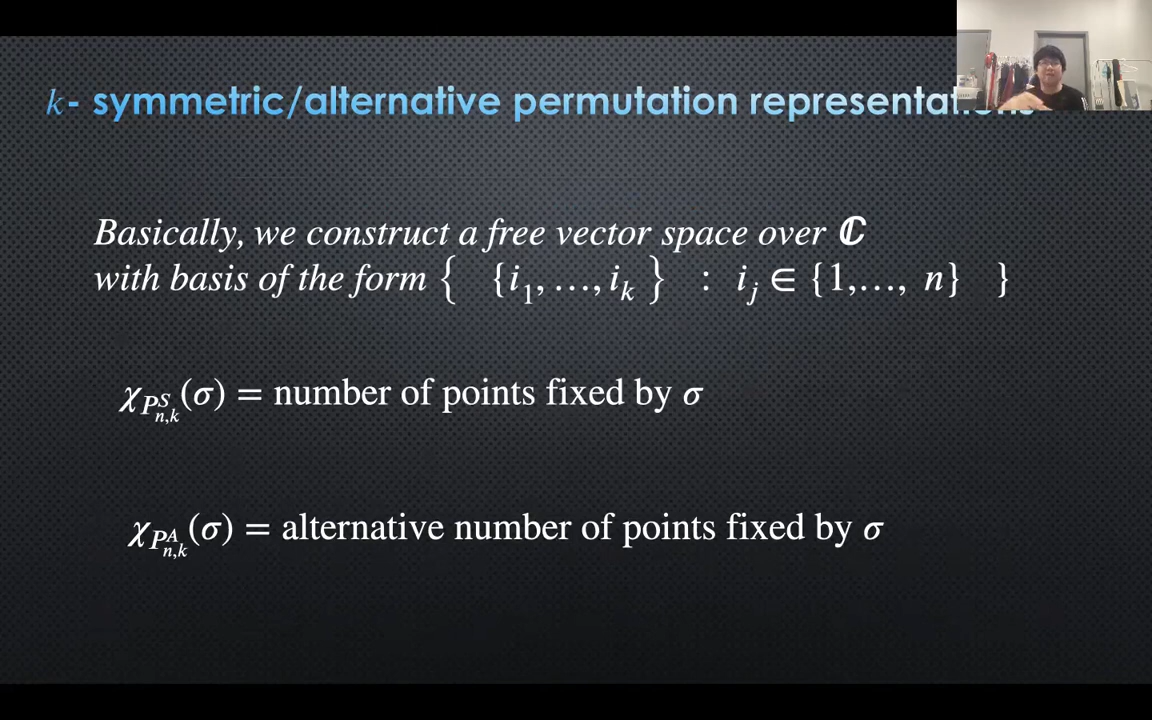 k- symmetric/alternative permutation
Basically, we construct a free vector space over ℂ
with basis of the form { {i₁,…,iₖ} : iⱼ ∈ {1,…, n} }
χ_{P^S_{n,k}}(σ) = number of points fixed by σ
χ_{P^A_{n,k}}(σ) = alternative number of points fixed by σ